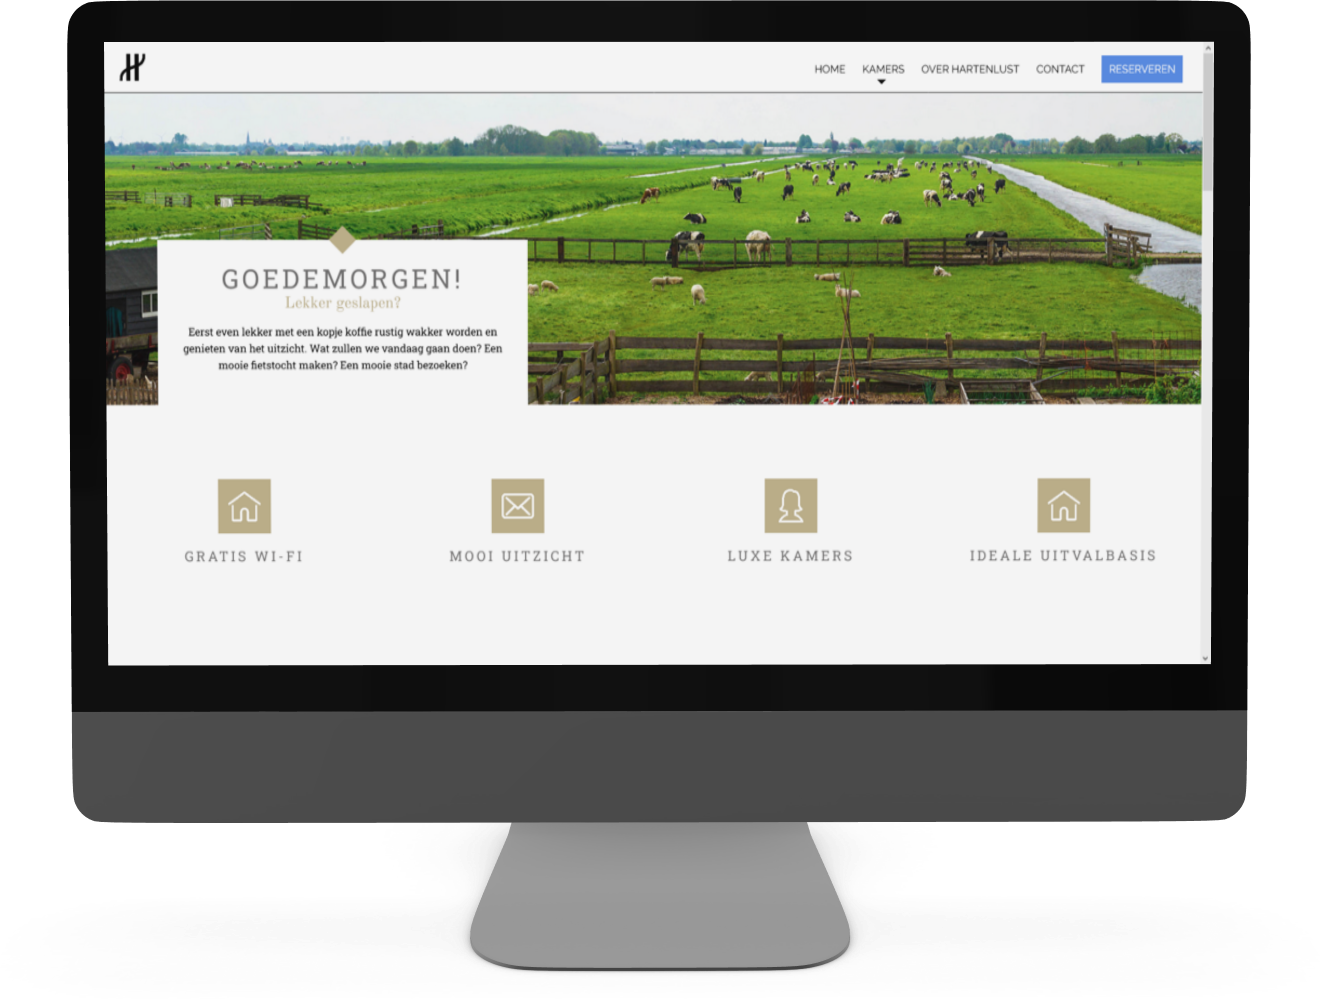 HOME KAMERS OVER HARTENLUST CONTACT RESERVEREN
GOEDEMORGEN!
Lekker geslapen?
Eerst even lekker met een kopje koffie rustig wakker worden en
genieten van het uitzicht. Wat zullen we vandaag gaan doen? Een
mooie fietstocht maken? Een mooie stad bezoeken?
GRATIS WI-FI
MOOI UITZICHT
LUXE KAMERS
IDEALE UITVALBASIS